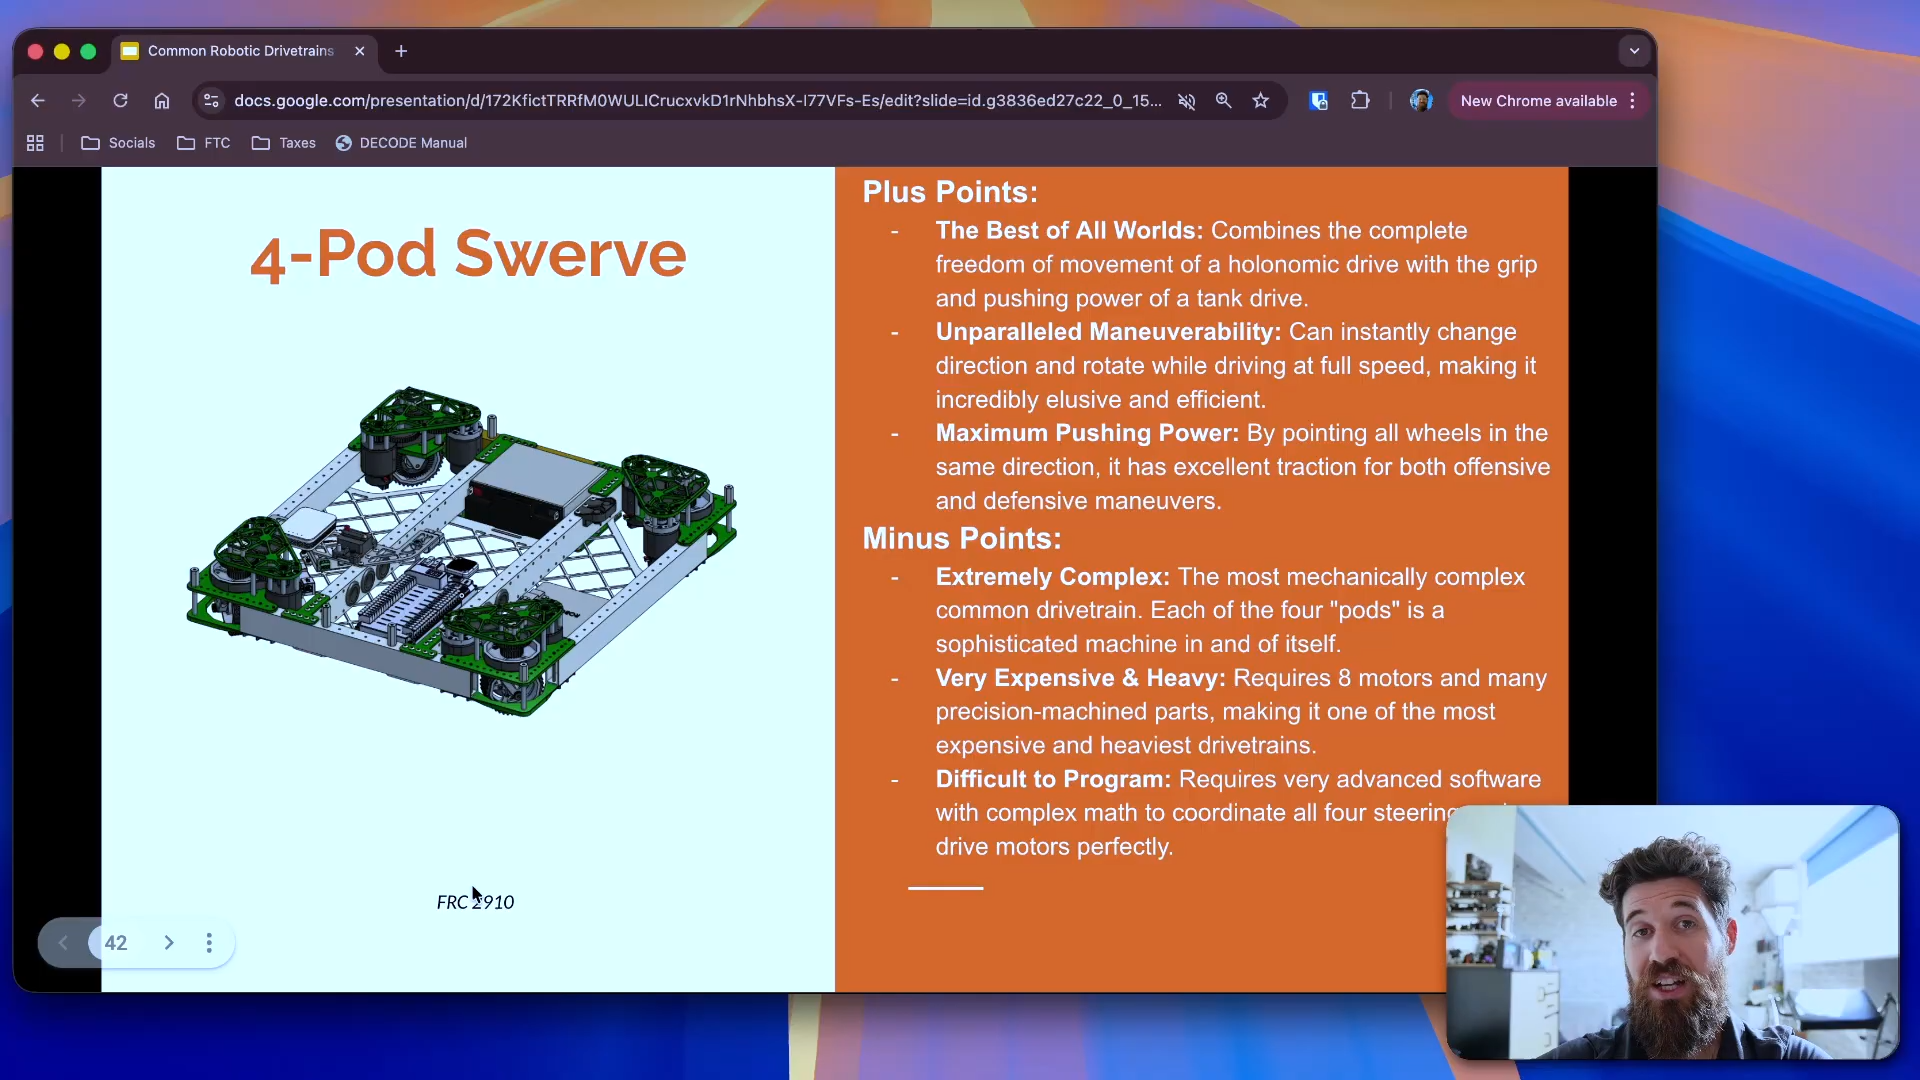 Common Robotic Drivetrains
docs.google.com/presentation/d/172KfictTRRfM0WULICrucxvkD1rNhbhsX-I77VFs-Es/edit?slide=id.g3836ed27c22_0_15...
New Chrome available
Socials
FTC
Taxes
DECODE Manual
4-Pod Swerve
FRC 2910
42
Plus Points:
- The Best of All Worlds: Combines the complete
freedom of movement of a holonomic drive with the grip
and pushing power of a tank drive.
- Unparalleled Maneuverability: Can instantly change
direction and rotate while driving at full speed, making it
incredibly elusive and efficient.
- Maximum Pushing Power: By pointing all wheels in the
same direction, it has excellent traction for both offensive
and defensive maneuvers.
Minus Points:
- Extremely Complex: The most mechanically complex
common drivetrain. Each of the four "pods" is a
sophisticated machine in and of itself.
- Very Expensive & Heavy: Requires 8 motors and many
precision-machined parts, making it one of the most
expensive and heaviest drivetrains.
- Difficult to Program: Requires very advanced software
with complex math to coordinate all four steering
drive motors perfectly.